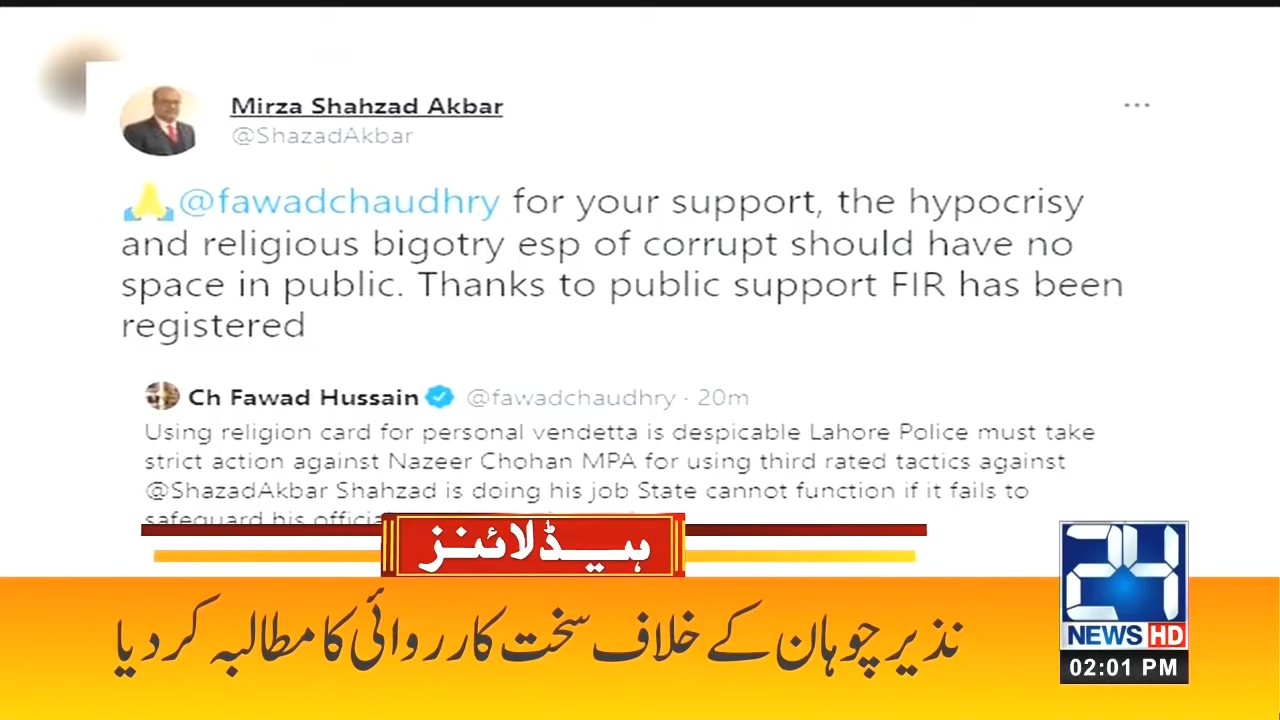 Mirza Shahzad Akbar
@ShazadAkbar
@fawadchaudhry for your support, the hypocrisy
and religious bigotry esp of corrupt should have no
space in public. Thanks to public support FIR has been
registered
Ch Fawad Hussain @fawadchaudhry · 20m
Using religion card for personal vendetta is despicable Lahore Police must take
strict action against Nazeer Chohan MPA for using third rated tactics against
@ShazadAkbar Shahzad is doing his job State cannot function if it fails to
safeguard his
ہیڈلائنز
نذیر چوہان کے خلاف سخت کارروائی کا مطالبہ کردیا
24
NEWS HD
02:01 PM